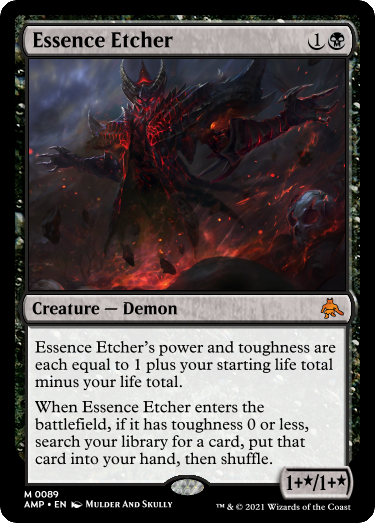 Essence Etcher 1
Creature — Demon
Essence Etcher's power and toughness are
each equal to 1 plus your starting life total
minus your life total.
When Essence Etcher enters the
battlefield, if it has toughness 0 or less,
search your library for a card, put that
card into your hand, then shuffle.
1+★/1+★
M 0089
AMP • EN Mulder And Skully
™ & © 2021 Wizards of the Coast